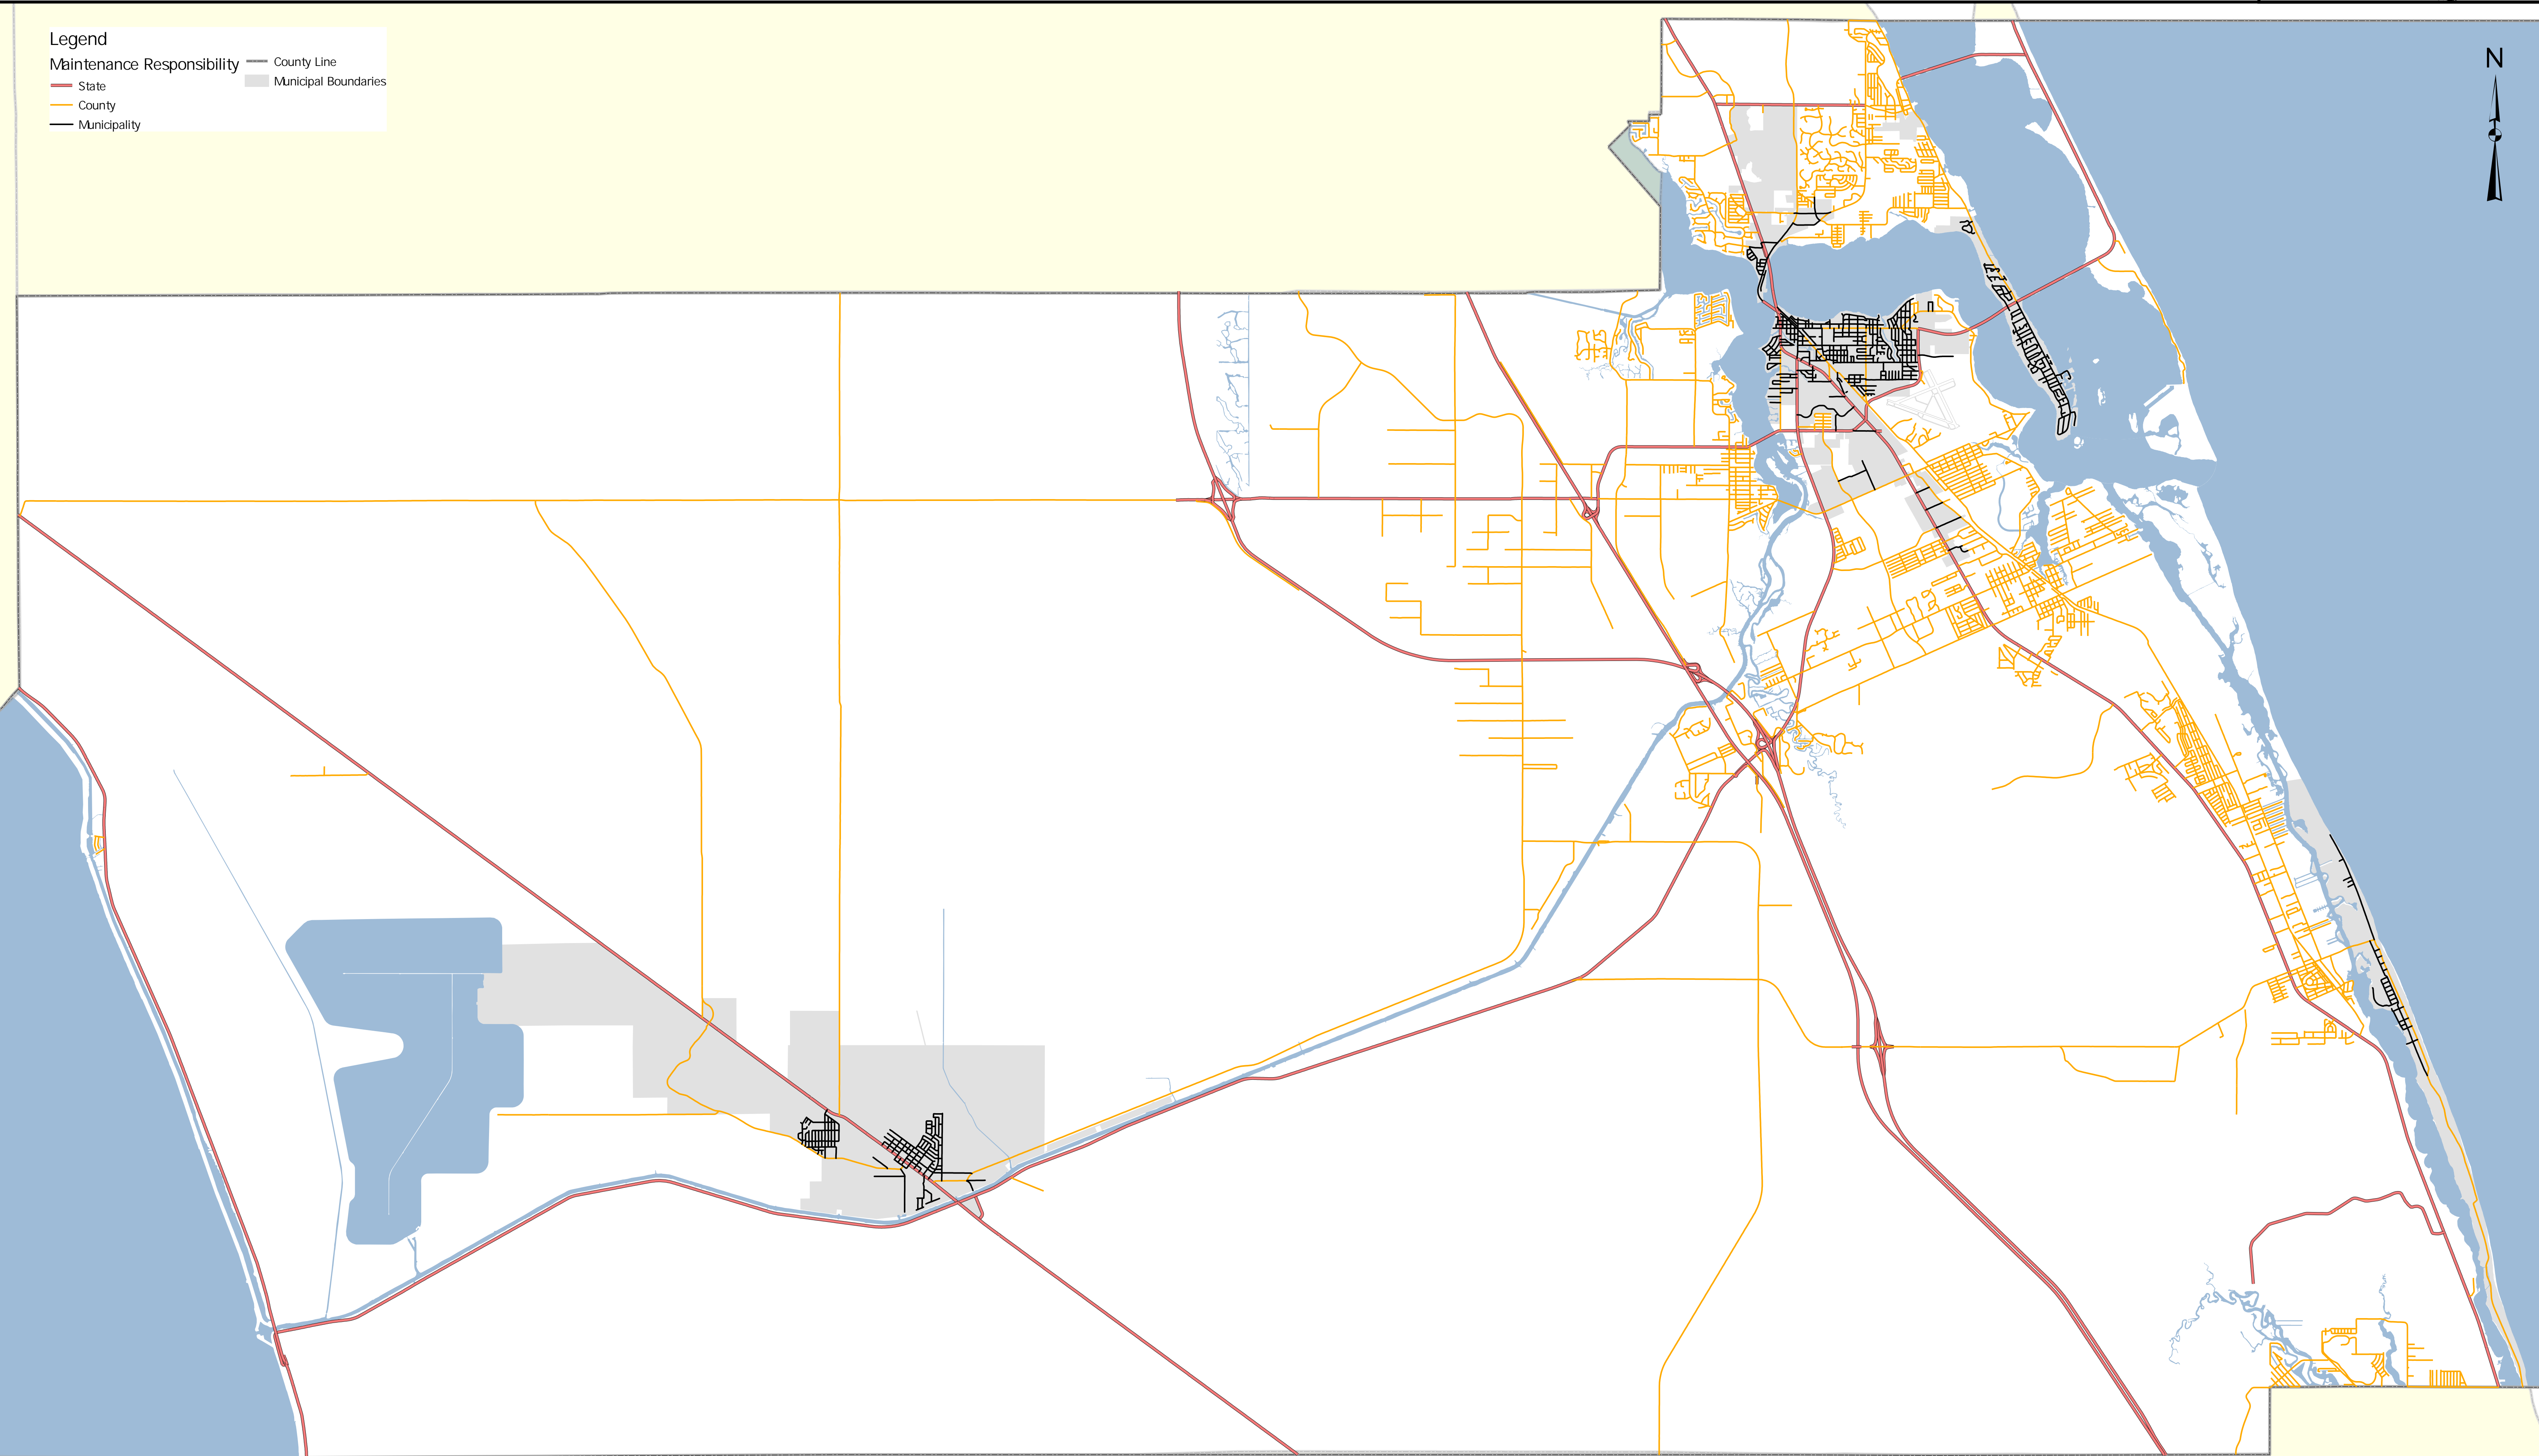 Legend
Maintenance Responsibility
State
County
Municipality
County Line
Municipal Boundaries
N